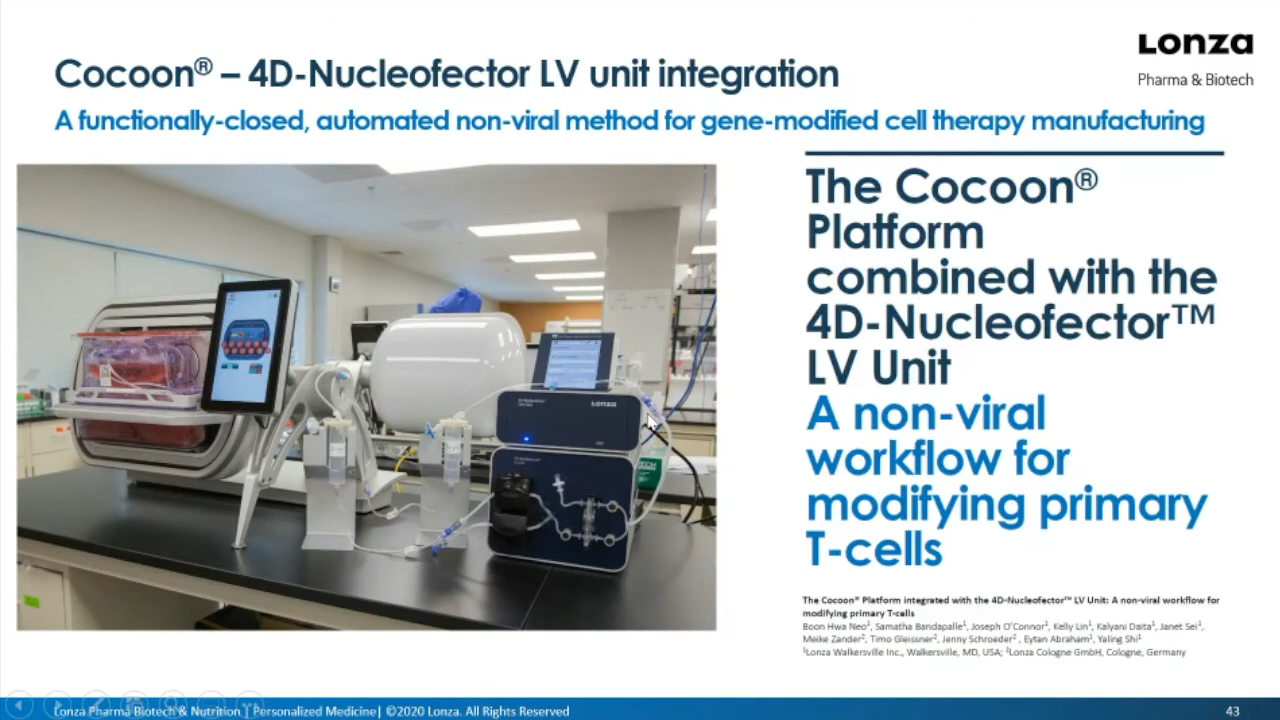 Lonza
Pharma & Biotech
Cocoon® – 4D-Nucleofector LV unit integration
A functionally-closed, automated non-viral method for gene-modified cell therapy manufacturing
The Cocoon®
Platform
combined with the
4D-Nucleofector™
LV Unit
A non-viral
workflow for
modifying primary
T-cells
Lonza
The Cocoon® Platform integrated with the 4D-Nucleofector™ LV Unit: A non-viral workflow for
modifying primary T-cells
Boon Hwa Neo¹, Samatha Bandapalle¹, Joseph O'Connor¹, Kelly Lin¹, Kalyani Daita¹, Janet Sei¹,
Meike Zander², Timo Gleissner², Jenny Schroeder² , Eytan Abraham¹, Yaling Shi¹
¹Lonza Walkersville Inc., Walkersville, MD, USA; ²Lonza Cologne GmbH, Cologne, Germany
Lonza Pharma Biotech & Nutrition | Personalized Medicine| ©2020 Lonza. All Rights Reserved
43